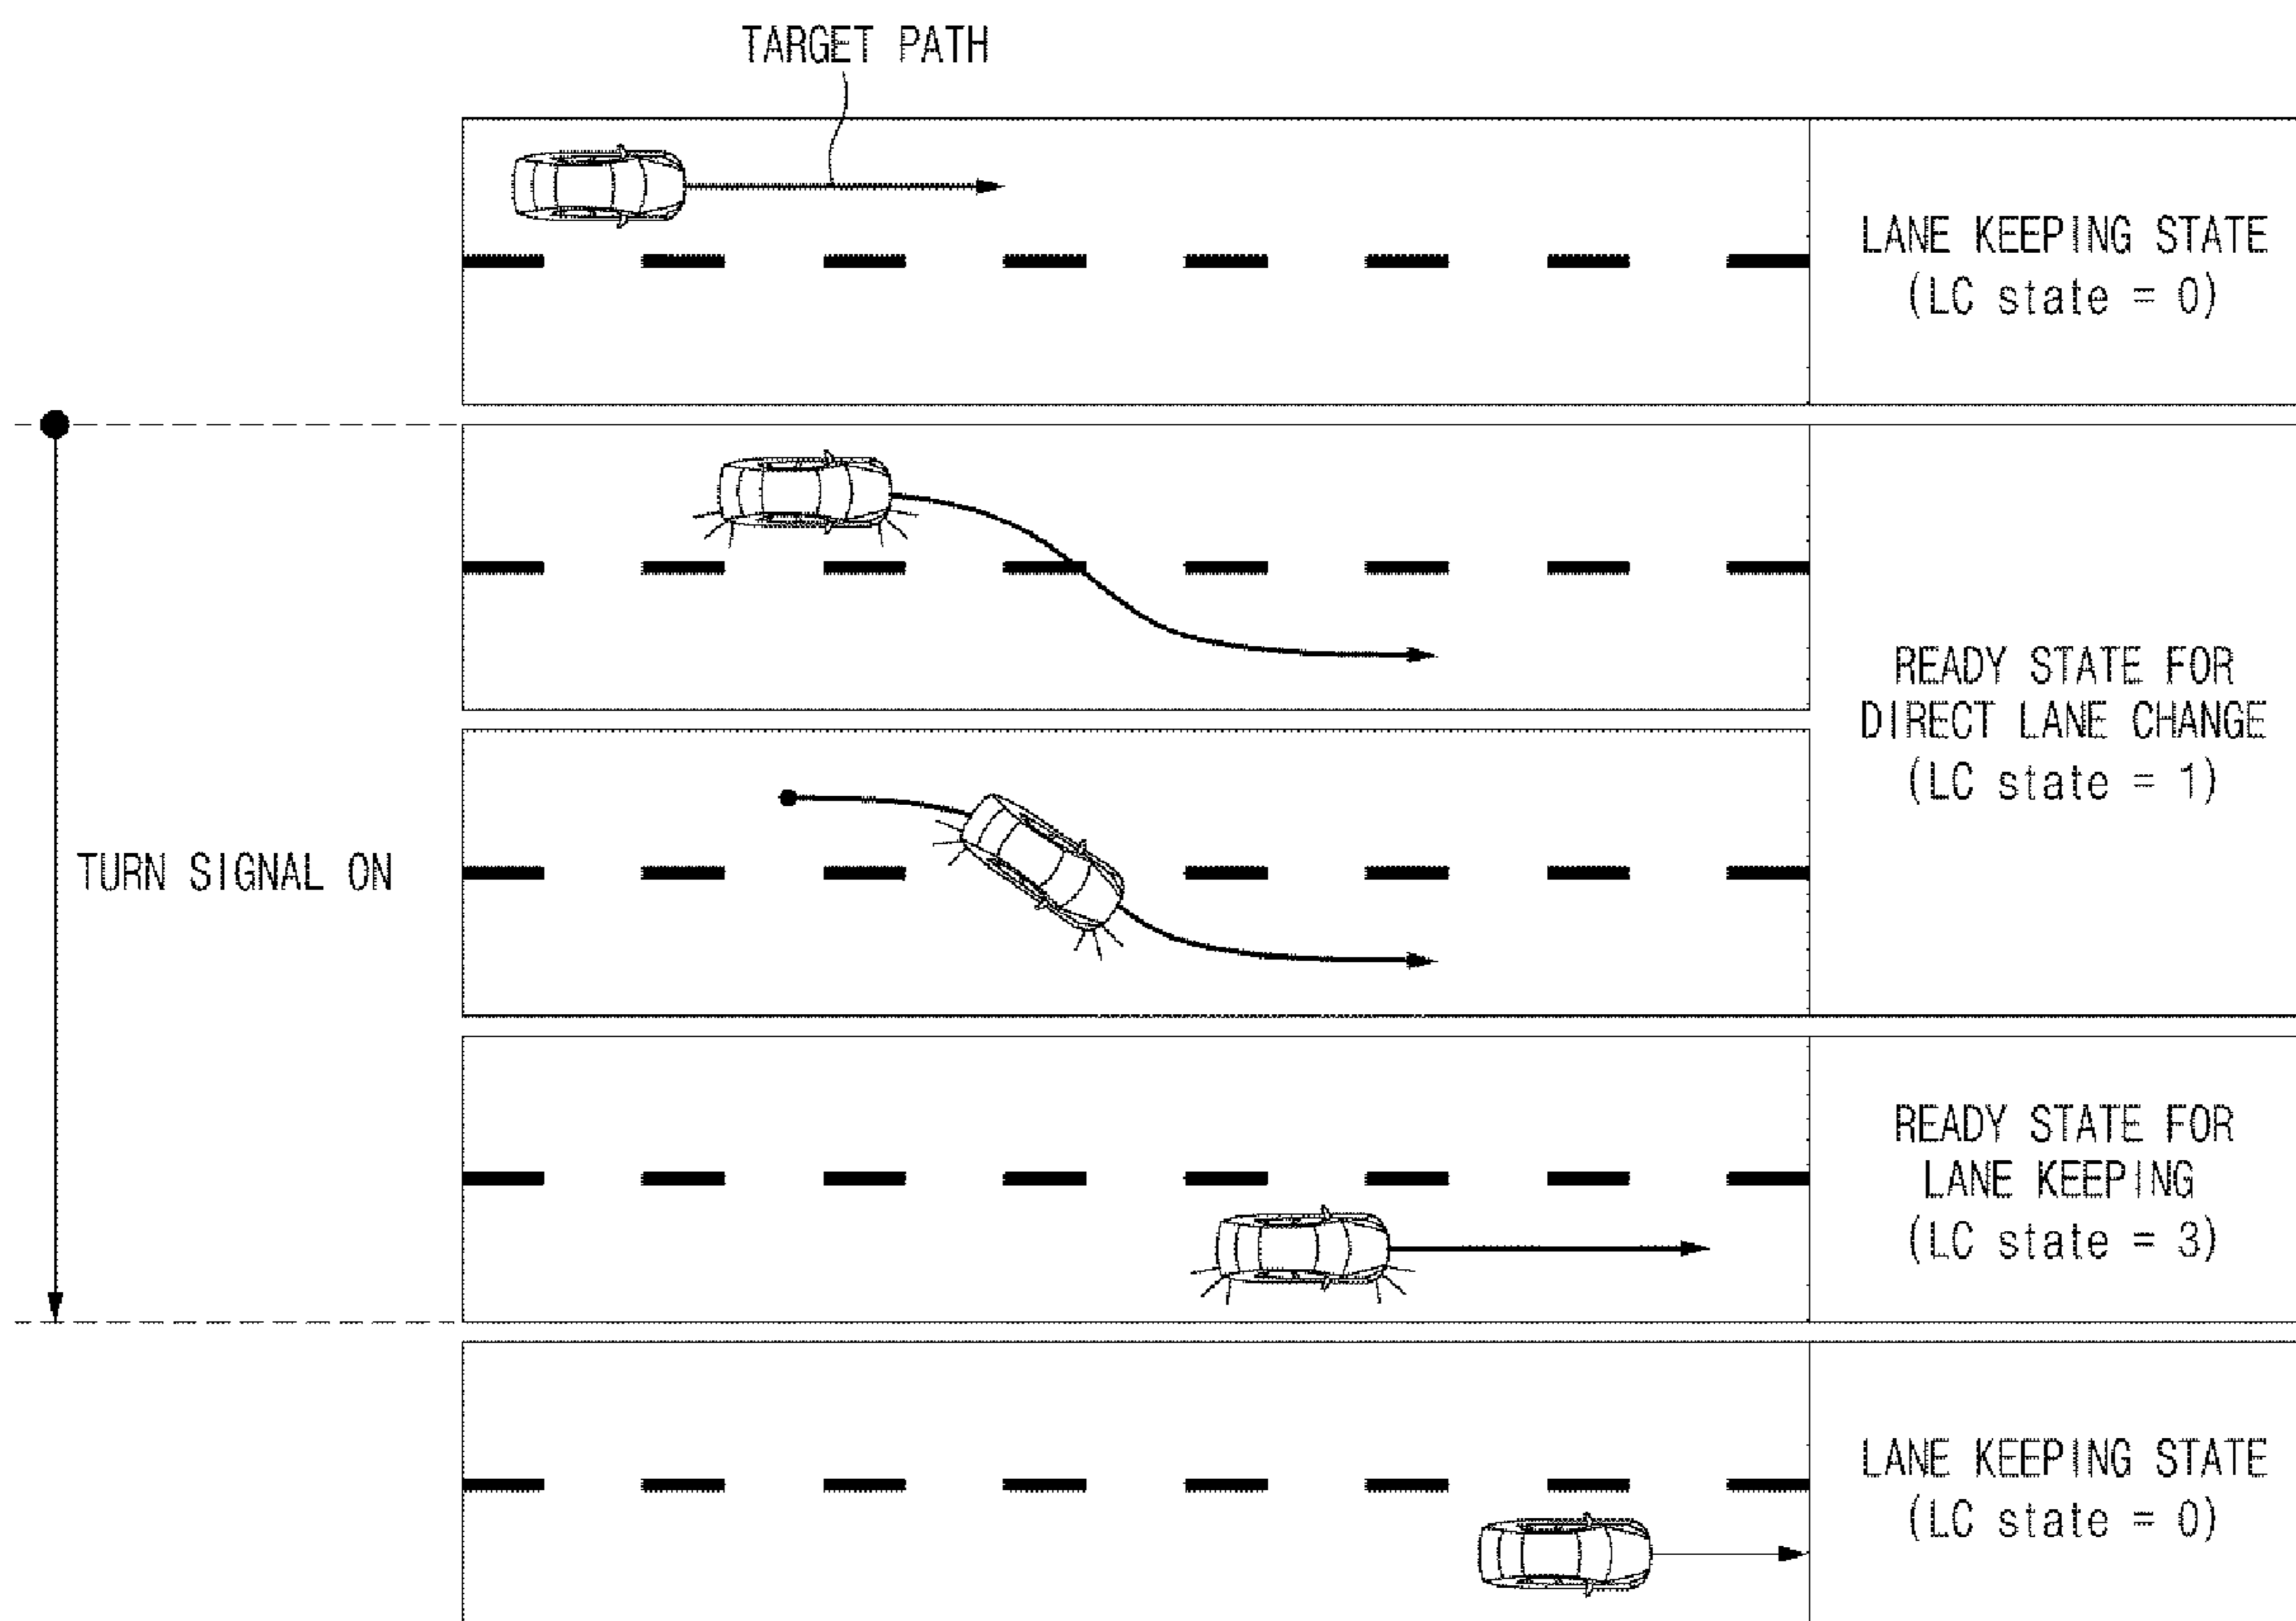 TARGET PATH
LANE KEEPING STATE
(LC state = 0)
READY STATE FOR
DIRECT LANE CHANGE
(LC state = 1)
TURN SIGNAL ON
READY STATE FOR
LANE KEEPING
(LC state = 3)
LANE KEEPING STATE
(LC state = 0)